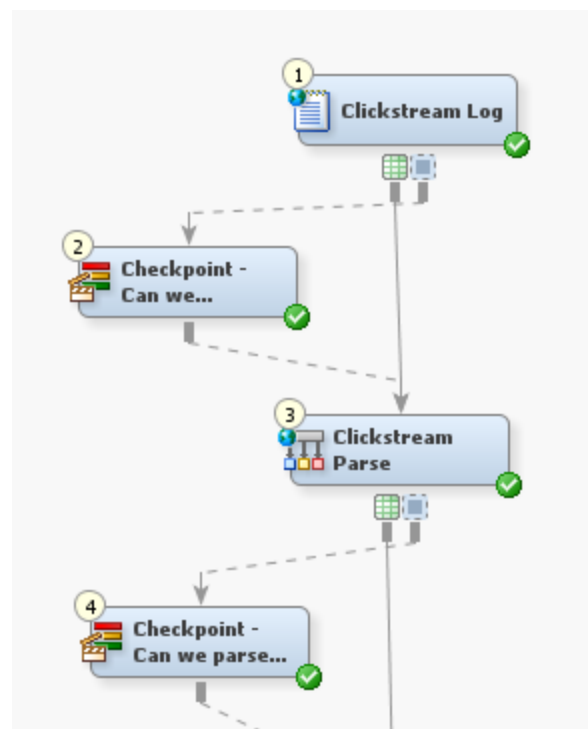 1
Clickstream Log
2
Checkpoint -
Can we...
3
Clickstream
Parse
4
Checkpoint -
Can we parse...